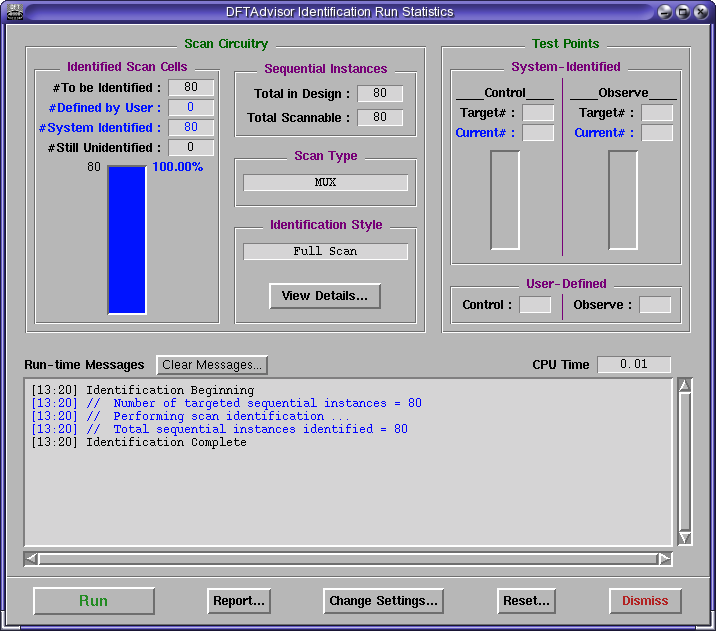 DFT
DFTAdvisor Identification Run Statistics
Scan Circuitry
Identified Scan Cells
#To be Identified : 80
#Defined by User : 0
#System Identified : 80
#Still Unidentified : 0
80 100.00%
Sequential Instances
Total in Design : 80
Total Scannable : 80
Scan Type
MUX
Identification Style
Full Scan
View Details...
Test Points
System-Identified
Control Observe
Target# : Target# :
Current# : Current# :
User-Defined
Control : Observe :
Run-time Messages Clear Messages... CPU Time 0.01
[13:20] Identification Beginning
[13:20] // Number of targeted sequential instances = 80
[13:20] // Performing scan identification ...
[13:20] // Total sequential instances identified = 80
[13:20] Identification Complete
Run Report... Change Settings... Reset... Dismiss